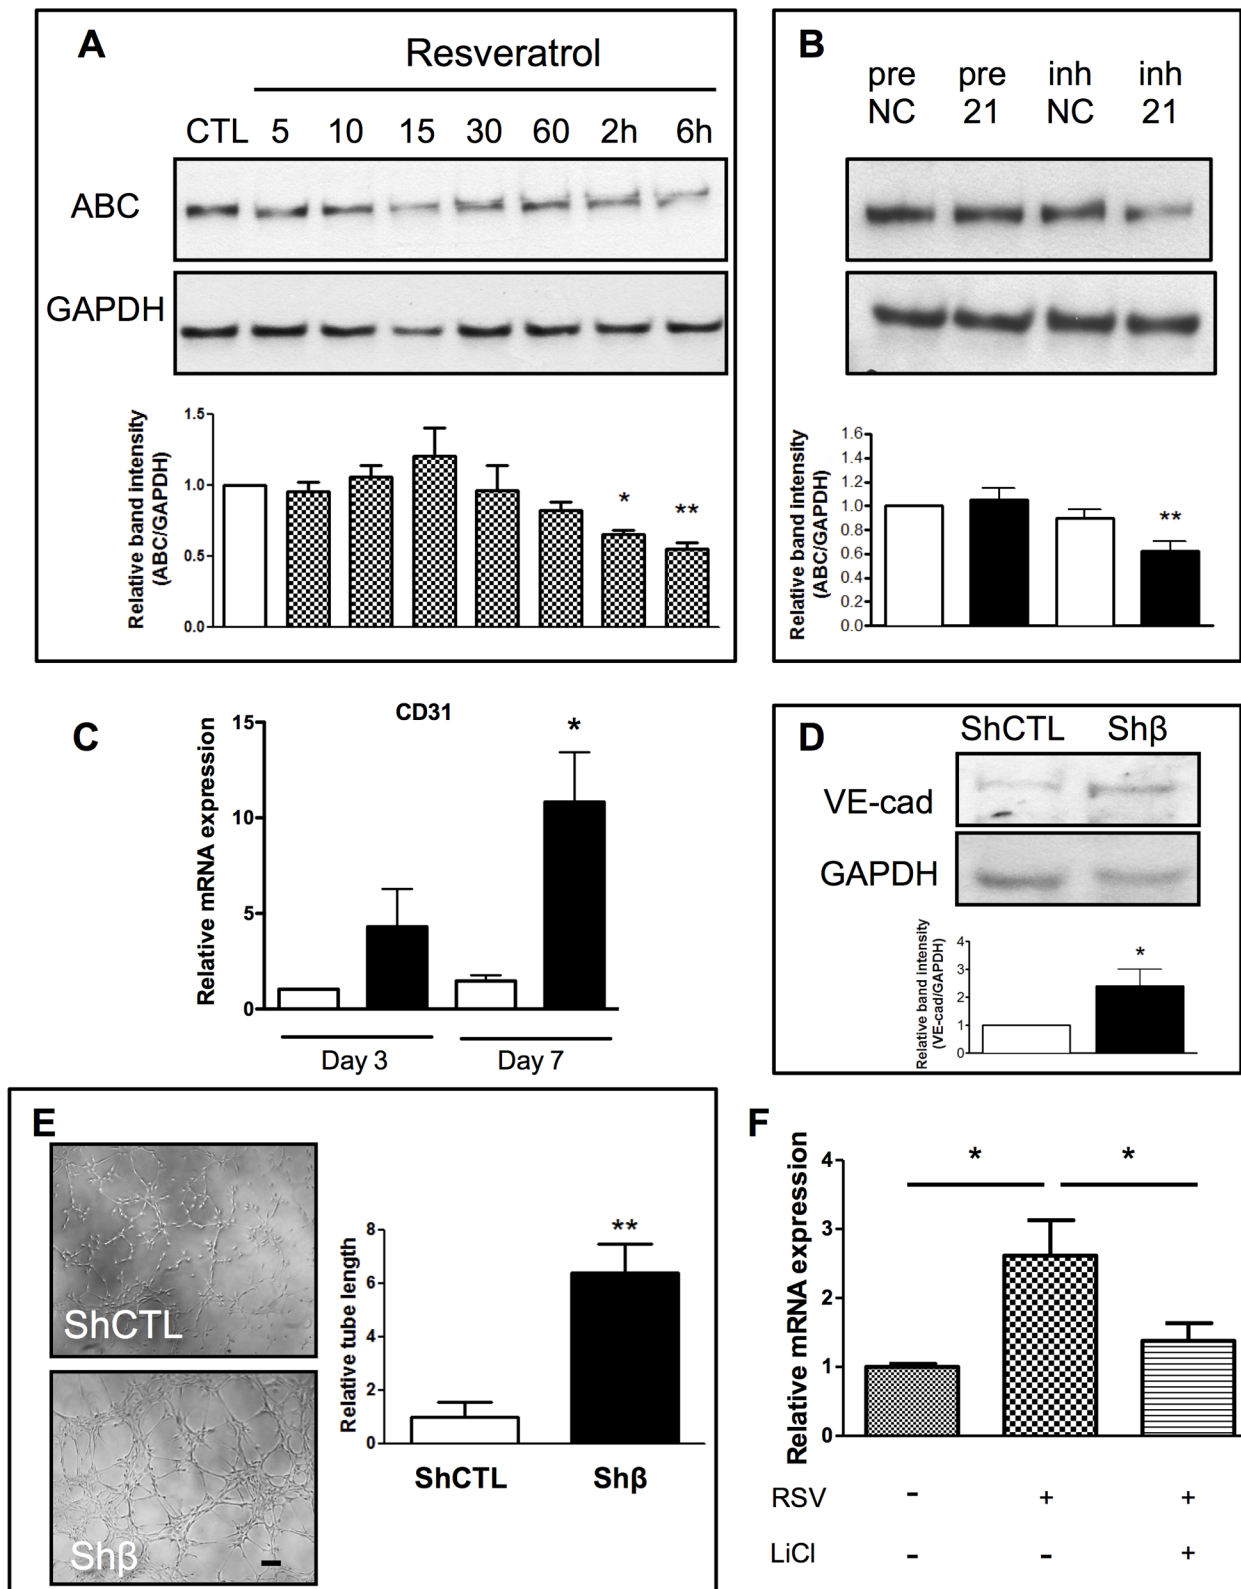 A
Resveratrol
CTL 5 10 15 30 60 2h 6h
ABC
GAPDH
Relative band intensity
(ABC/GAPDH)
1.5
1.0
0.5
0.0
*
**
B
pre pre inh inh
NC 21 NC 21
Relative band intensity
(ABC/GAPDH)
1.6
1.4
1.2
1.0
0.8
0.6
0.4
0.2
0.0
**
C
CD31
Relative mRNA expression
15
10
5
0
*
Day 3 Day 7
D
ShCTL Shβ
VE-cad
GAPDH
Relative band intensity
(VE-cad/GAPDH)
4
3
2
1
0
*
E
ShCTL
Shβ
Relative tube length
8
6
4
2
0
**
ShCTL Shβ
F
Relative mRNA expression
4
3
2
1
0
* *
RSV - + +
LiCl - - +